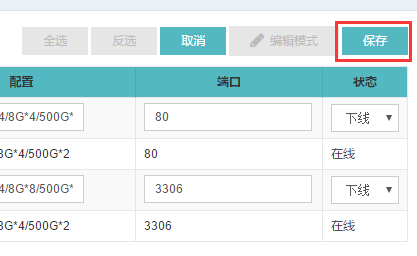 全选 反选 取消 编辑模式 保存
配置 端口 状态
4/8G*4/500G* 80 下线
8G*4/500G*2 80 在线
4/8G*8/500G* 3306 下线
8G*4/500G*2 3306 在线